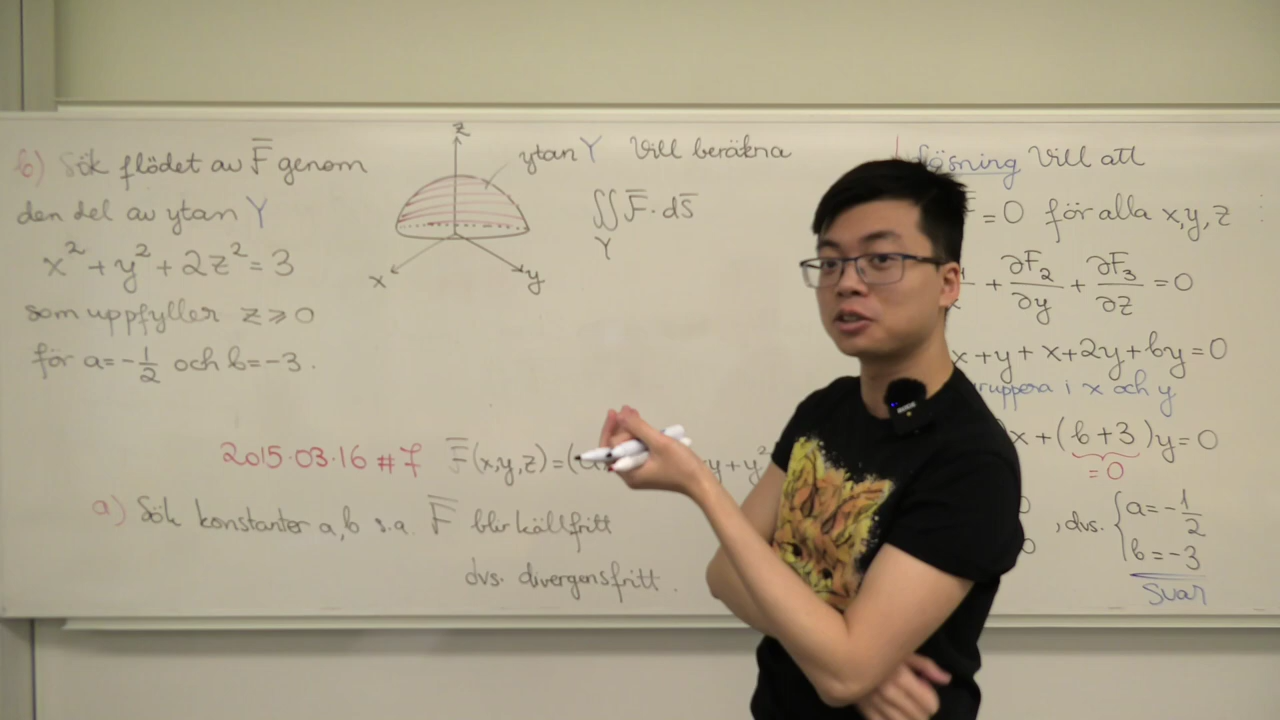 b) Sök flödet av F̅ genom
den del av ytan Y
x² + y² + 2z² = 3
som uppfyller z ⩾ 0
för a = -1/2 och b = -3.
z
x
y
ytan Y
Vill beräkna
∬ F̅ · dS̅
Y
2015.03.16 #7 F̅(x,y,z) = ( y + y²
a) Sök konstanter a, b s.a. F̅ blir källfritt
dvs. divergensfritt.
Lösning Vill att
= 0 för alla x, y, z
+ ∂F₂/∂y + ∂F₃/∂z = 0
x + y + x + 2y + by = 0
gruppera i x och y
x + (b+3)y = 0
= 0
, dvs. { a = -1/2
b = -3
Svar